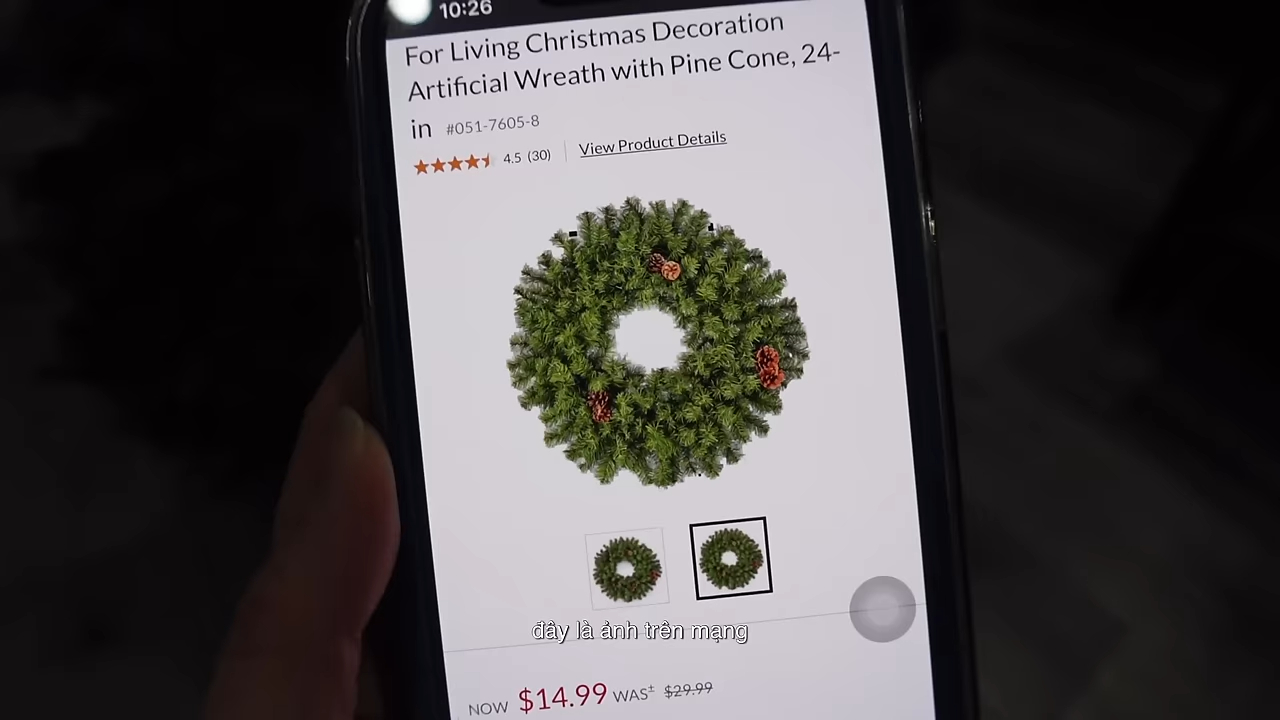 10:26
For Living Christmas Decoration
Artificial Wreath with Pine Cone, 24-
in #051-7605-8
4.5 (30) View Product Details
đây là ảnh trên mạng
NOW $14.99 WAS± $29.99